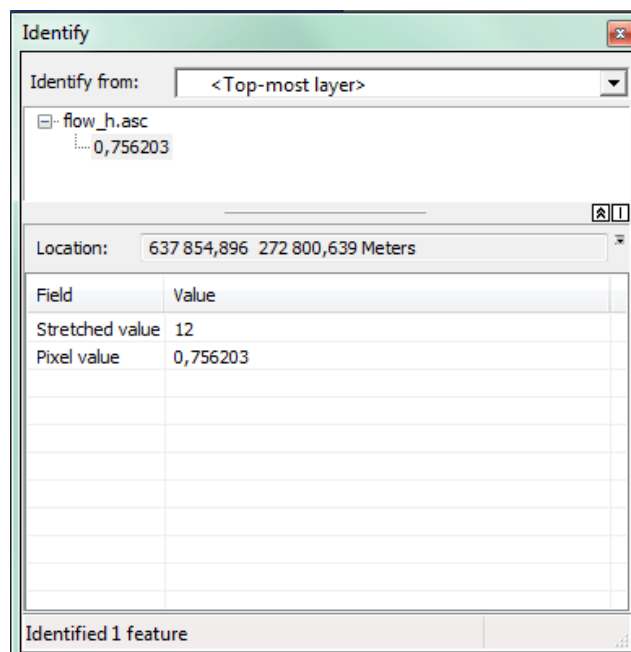 Identify
Identify from: <Top-most layer>
flow_h.asc
0,756203
Location: 637 854,896 272 800,639 Meters
Field Value
Stretched value 12
Pixel value 0,756203
Identified 1 feature